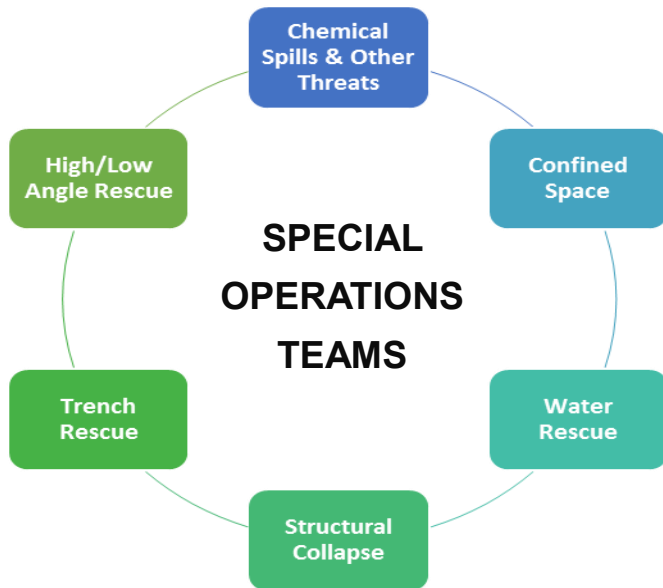 Chemical
Spills & Other
Threats
High/Low
Angle Rescue
Confined
Space
SPECIAL
OPERATIONS
TEAMS
Trench
Rescue
Water
Rescue
Structural
Collapse